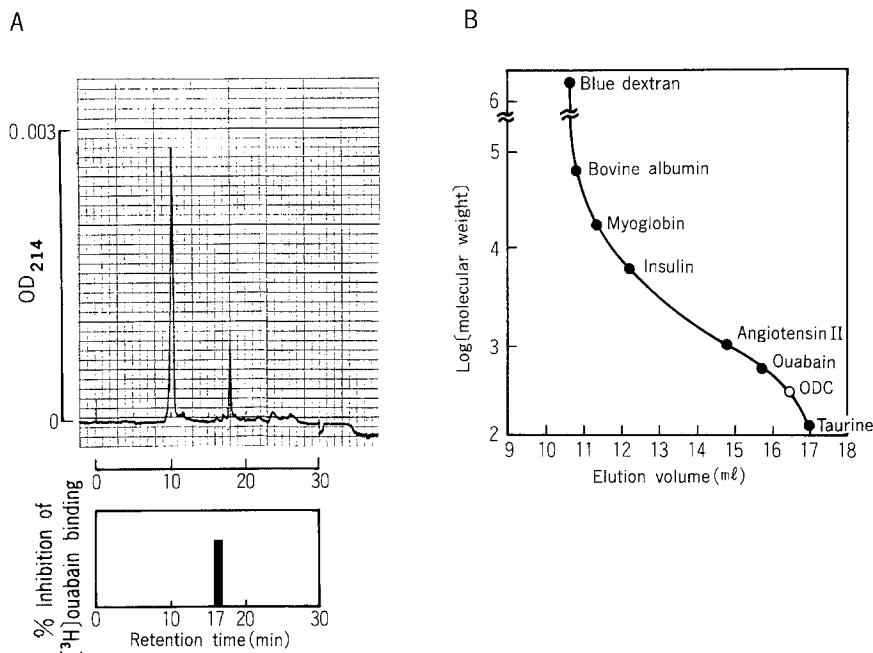 A
0.003
OD214
0
0 10 20 30
% Inhibition of
[³H]ouabain binding
0 10 17 20 30
Retention time (min)
B
Log[molecular weight]
6
5
4
3
2
Blue dextran
Bovine albumin
Myoglobin
Insulin
Angiotensin II
Ouabain
ODC
Taurine
9 10 11 12 13 14 15 16 17 18
Elution volume (mℓ)